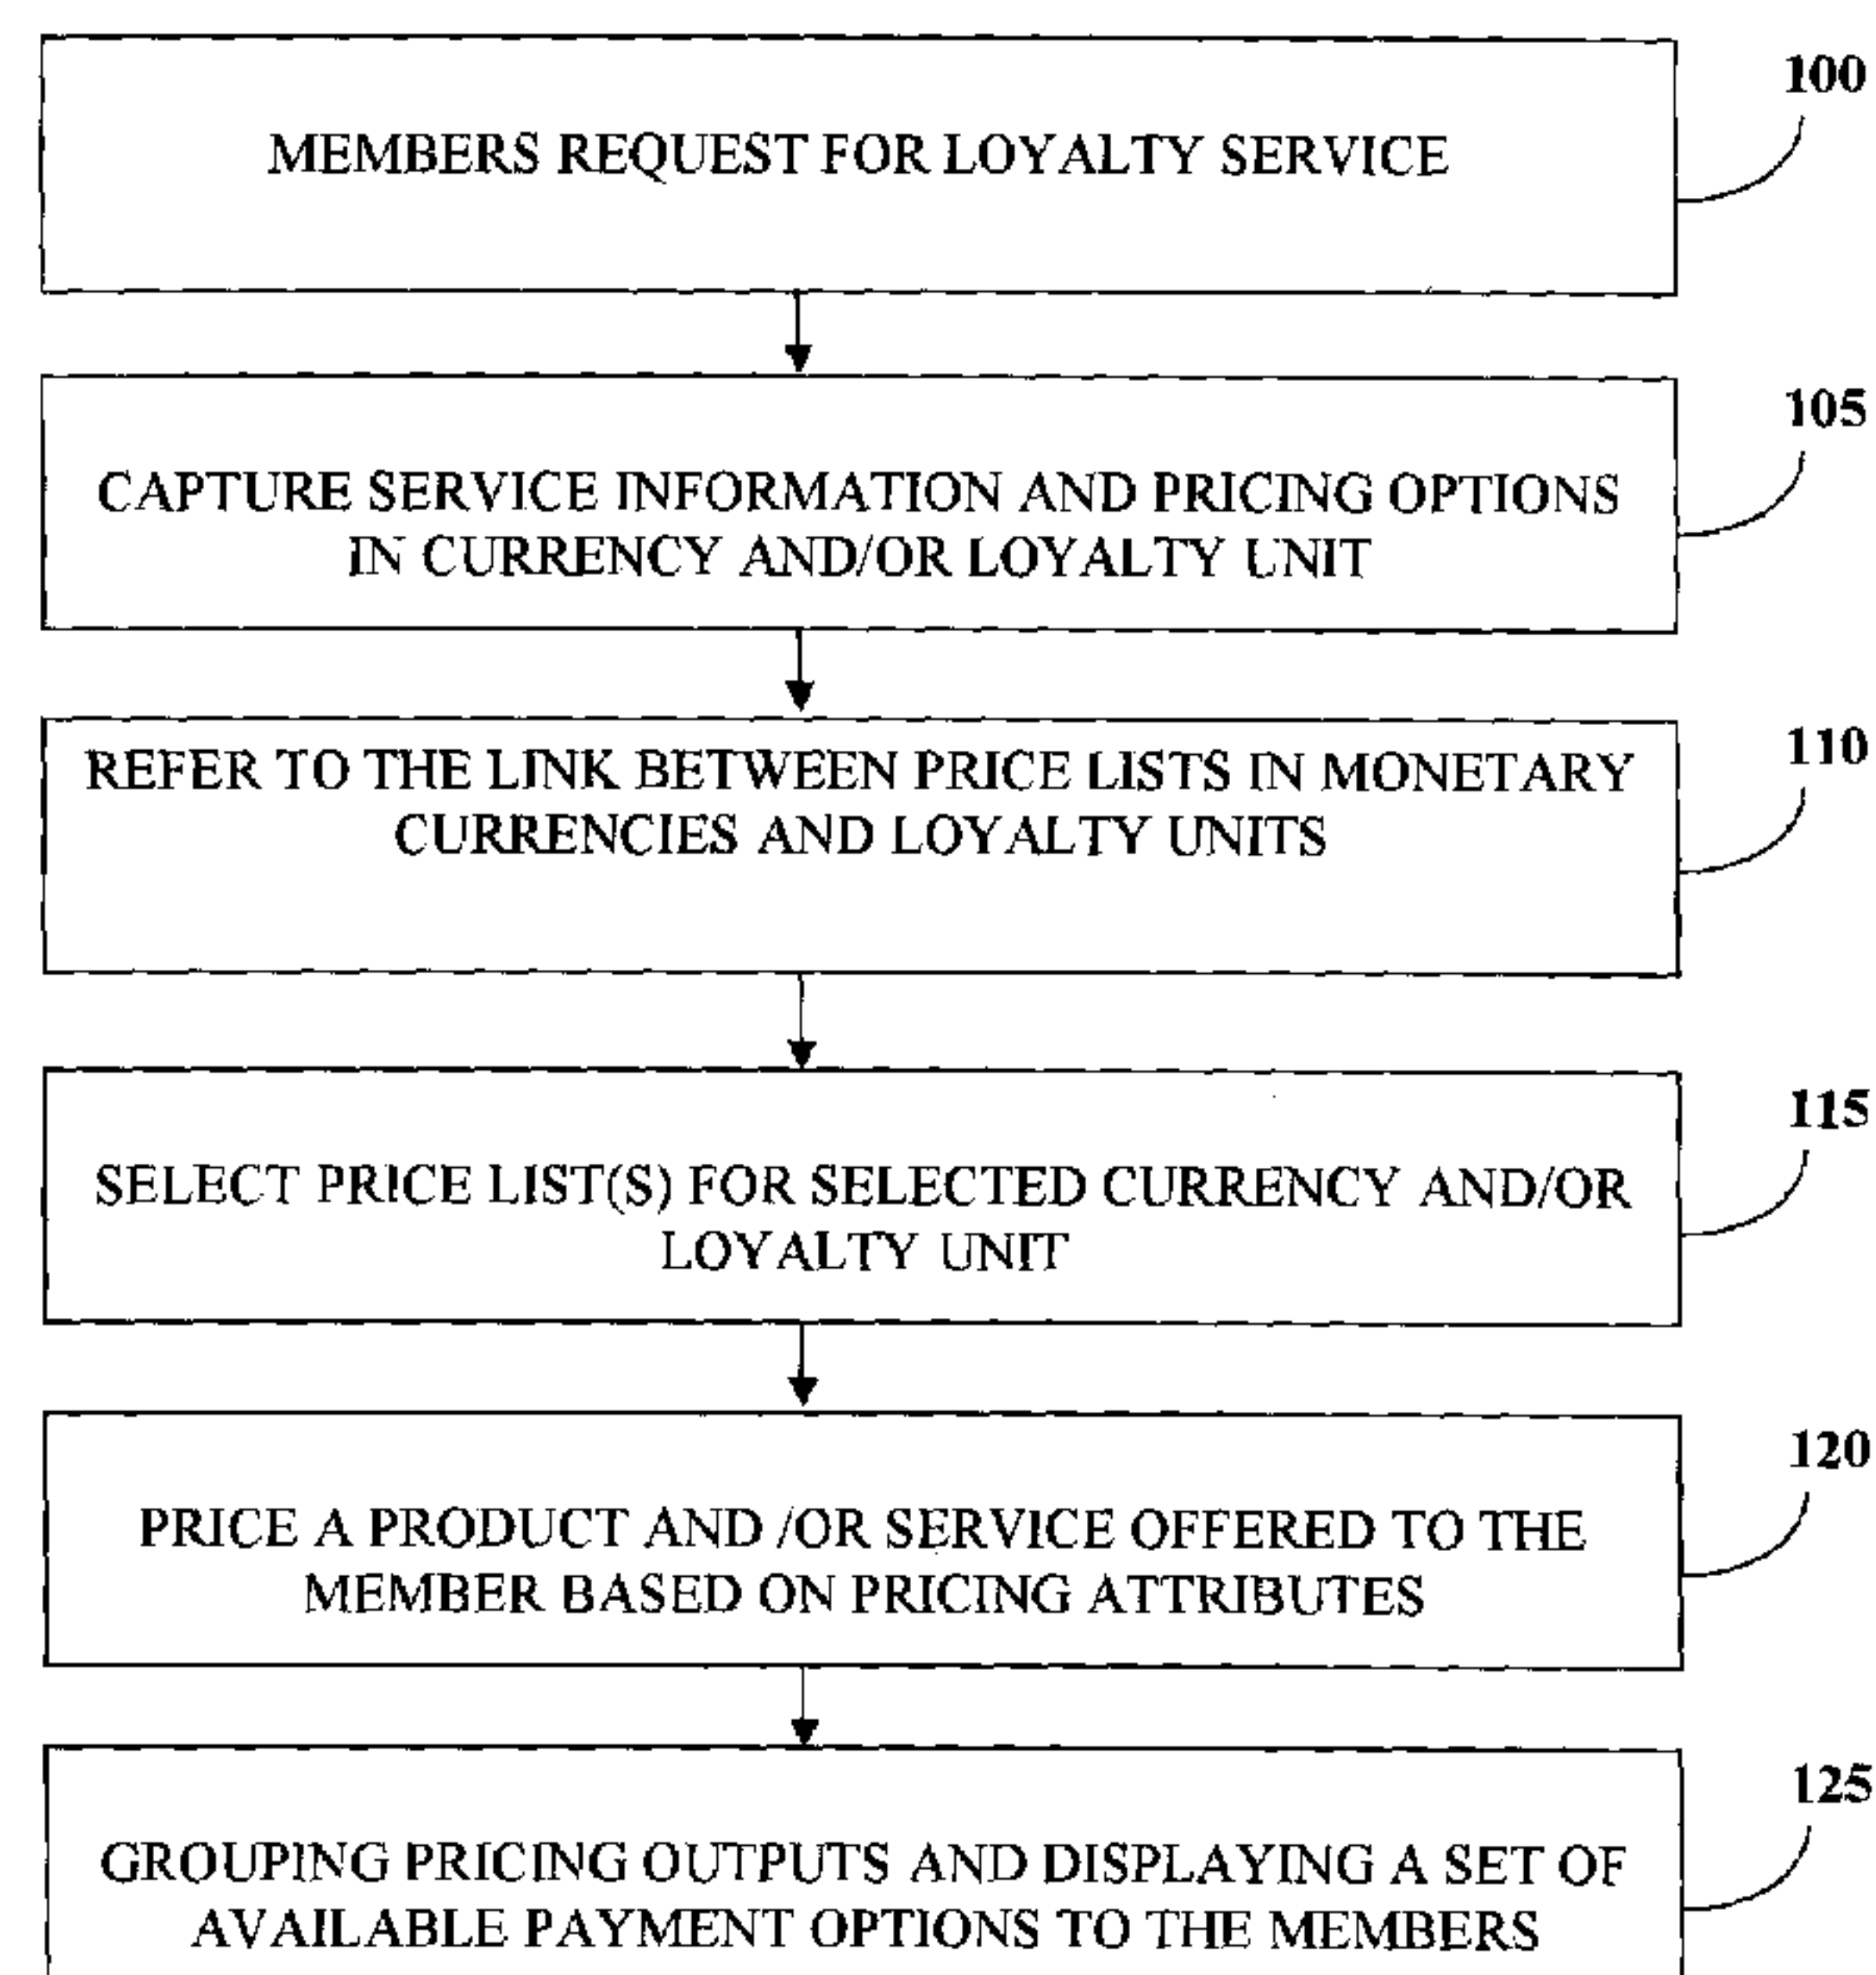 100
MEMBERS REQUEST FOR LOYALTY SERVICE
105
CAPTURE SERVICE INFORMATION AND PRICING OPTIONS
IN CURRENCY AND/OR LOYALTY UNIT
110
REFER TO THE LINK BETWEEN PRICE LISTS IN MONETARY
CURRENCIES AND LOYALTY UNITS
115
SELECT PRICE LIST(S) FOR SELECTED CURRENCY AND/OR
LOYALTY UNIT
120
PRICE A PRODUCT AND /OR SERVICE OFFERED TO THE
MEMBER BASED ON PRICING ATTRIBUTES
125
GROUPING PRICING OUTPUTS AND DISPLAYING A SET OF
AVAILABLE PAYMENT OPTIONS TO THE MEMBERS